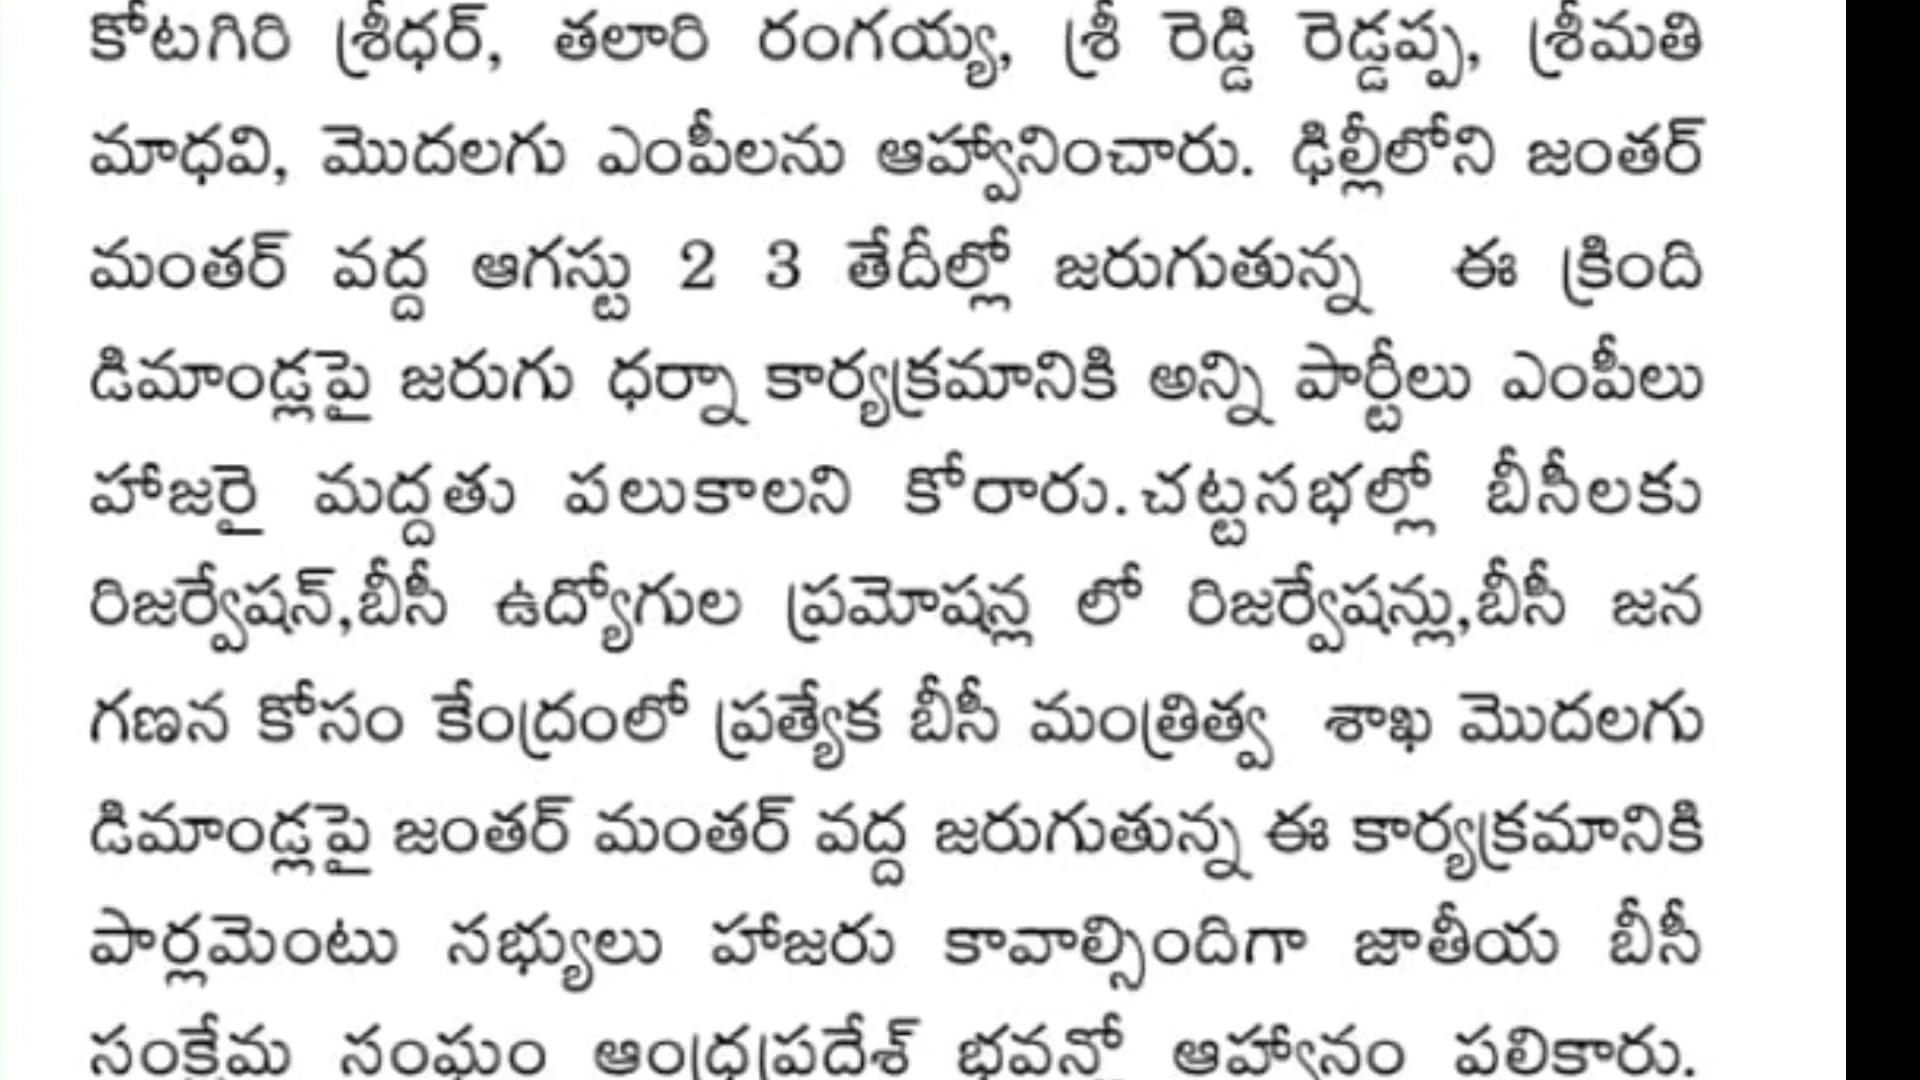 కోటగిరి శ్రీధర్, తలారి రంగయ్య, శ్రీ రెడ్డి రెడ్డప్ప, శ్రీమతి
మాధవి, మొదలగు ఎంపీలను ఆహ్వానించారు. ఢిల్లీలోని జంతర్
మంతర్ వద్ద ఆగస్టు 2 3 తేదీల్లో జరుగుతున్న ఈ క్రింది
డిమాండ్లపై జరుగు ధర్నా కార్యక్రమానికి అన్ని పార్టీలు ఎంపీలు
హాజరై మద్దతు పలుకాలని కోరారు.చట్టసభల్లో బీసీలకు
రిజర్వేషన్,బీసీ ఉద్యోగుల ప్రమోషన్ల లో రిజర్వేషన్లు,బీసీ జన
గణన కోసం కేంద్రంలో ప్రత్యేక బీసీ మంత్రిత్వ శాఖ మొదలగు
డిమాండ్లపై జంతర్ మంతర్ వద్ద జరుగుతున్న ఈ కార్యక్రమానికి
పార్లమెంటు సభ్యులు హాజరు కావాల్సిందిగా జాతీయ బీసీ
సంక్షేమ సంఘం ఆంధ్రప్రదేశ్ భవన్లో ఆహ్వానం పలికారు.